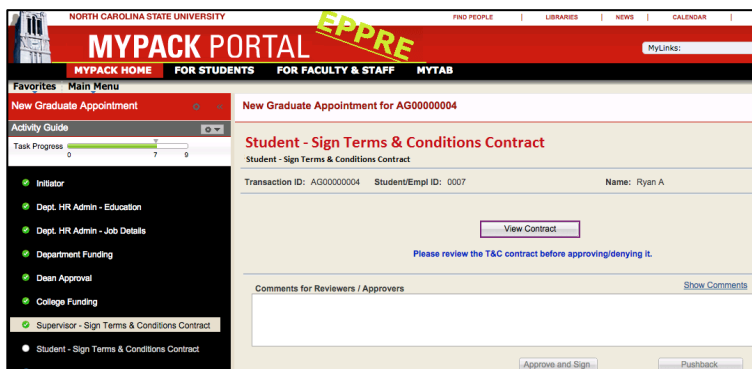 NORTH CAROLINA STATE UNIVERSITY
FIND PEOPLE | LIBRARIES | NEWS | CALENDAR |
EPPRE
MYPACK PORTAL
MyLinks:
MYPACK HOME FOR STUDENTS FOR FACULTY & STAFF MYTAB
Favorites Main Menu
New Graduate Appointment
New Graduate Appointment for AG00000004
Activity Guide
Task Progress
0 7 9
Student - Sign Terms & Conditions Contract
Student - Sign Terms & Conditions Contract
Transaction ID: AG00000004 Student/Empl ID: 0007 Name: Ryan A
Initiator
Dept. HR Admin - Education
Dept. HR Admin - Job Details
Department Funding
Dean Approval
College Funding
Supervisor - Sign Terms & Conditions Contract
Student - Sign Terms & Conditions Contract
View Contract
Please review the T&C contract before approving/denying it.
Comments for Reviewers / Approvers
Show Comments
Approve and Sign
Pushback